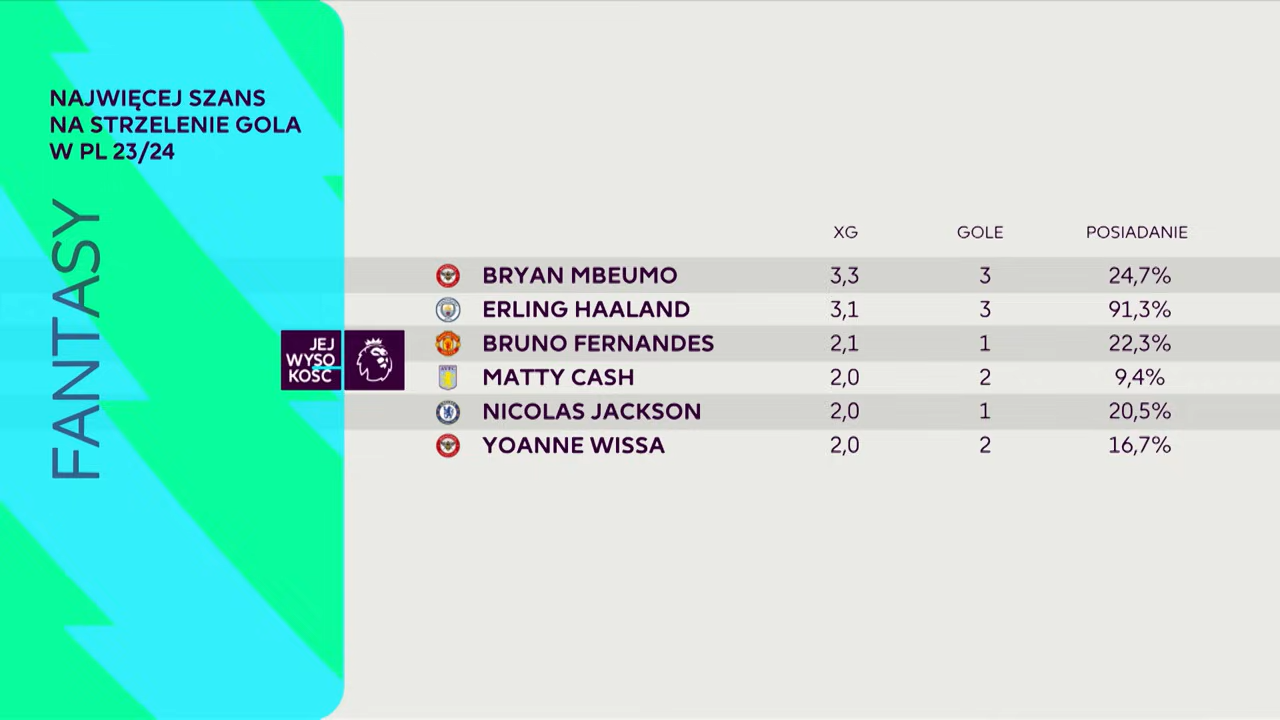 NAJWIĘCEJ SZANS
NA STRZELENIE GOLA
W PL 23/24
FANTASY
JEJ
WYSO
KOŚĆ
XG GOLE POSIADANIE
BRYAN MBEUMO 3,3 3 24,7%
ERLING HAALAND 3,1 3 91,3%
BRUNO FERNANDES 2,1 1 22,3%
MATTY CASH 2,0 2 9,4%
NICOLAS JACKSON 2,0 1 20,5%
YOANNE WISSA 2,0 2 16,7%